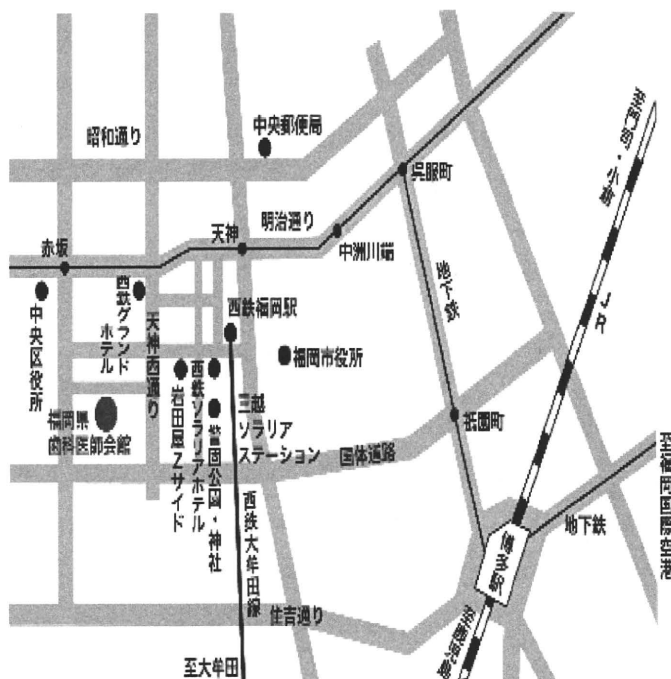 昭和通り
中央郵便局
至門司・小倉
呉服町
天神
明治通り
中洲川端
赤坂
地下鉄
JR
西鉄グランド
ホテル
天神西通り
西鉄福岡駅
中央区役所
福岡市役所
福岡県
歯科医師会館
岩田屋Zサイド
西鉄ソラリアホテル
警固公園・神社
三越
ソラリア
ステーション
国体道路
祇園町
至福岡国際空港
地下鉄
博多駅
西鉄大牟田線
住吉通り
至大牟田